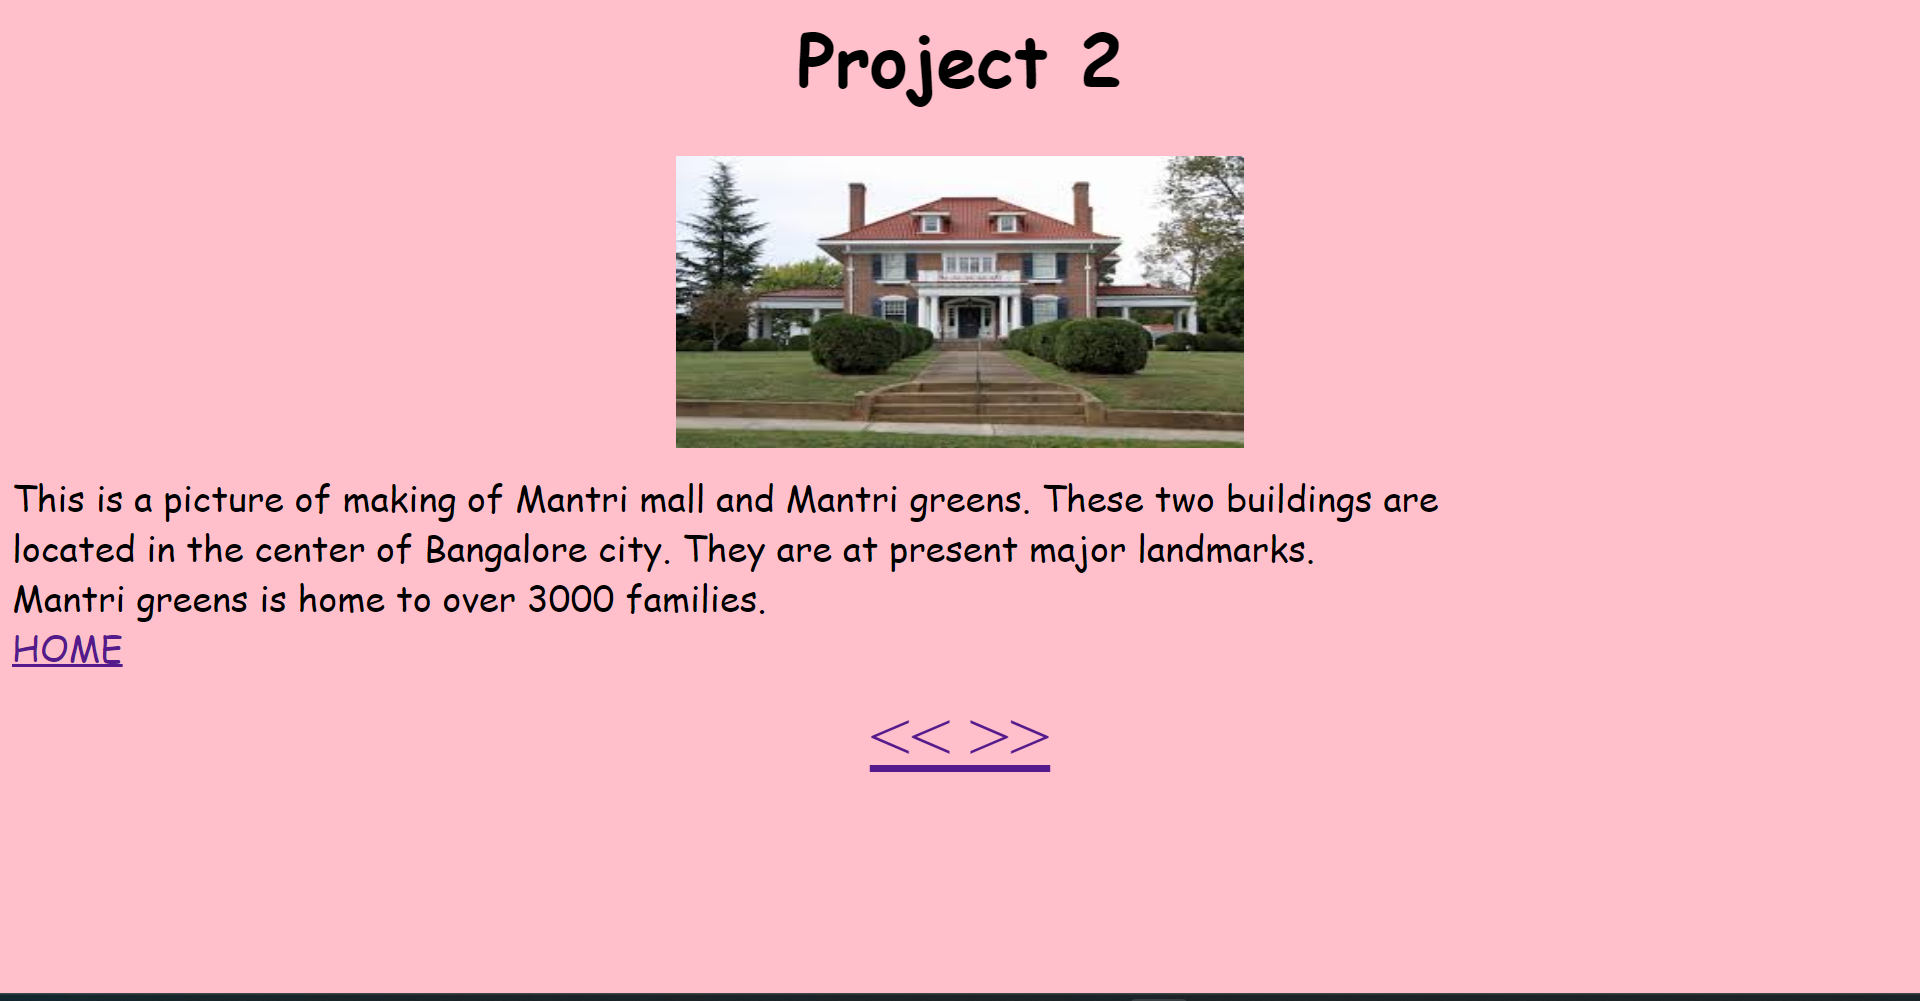 Project 2
This is a picture of making of Mantri mall and Mantri greens. These two buildings are
located in the center of Bangalore city. They are at present major landmarks.
Mantri greens is home to over 3000 families.
HOME
<< >>